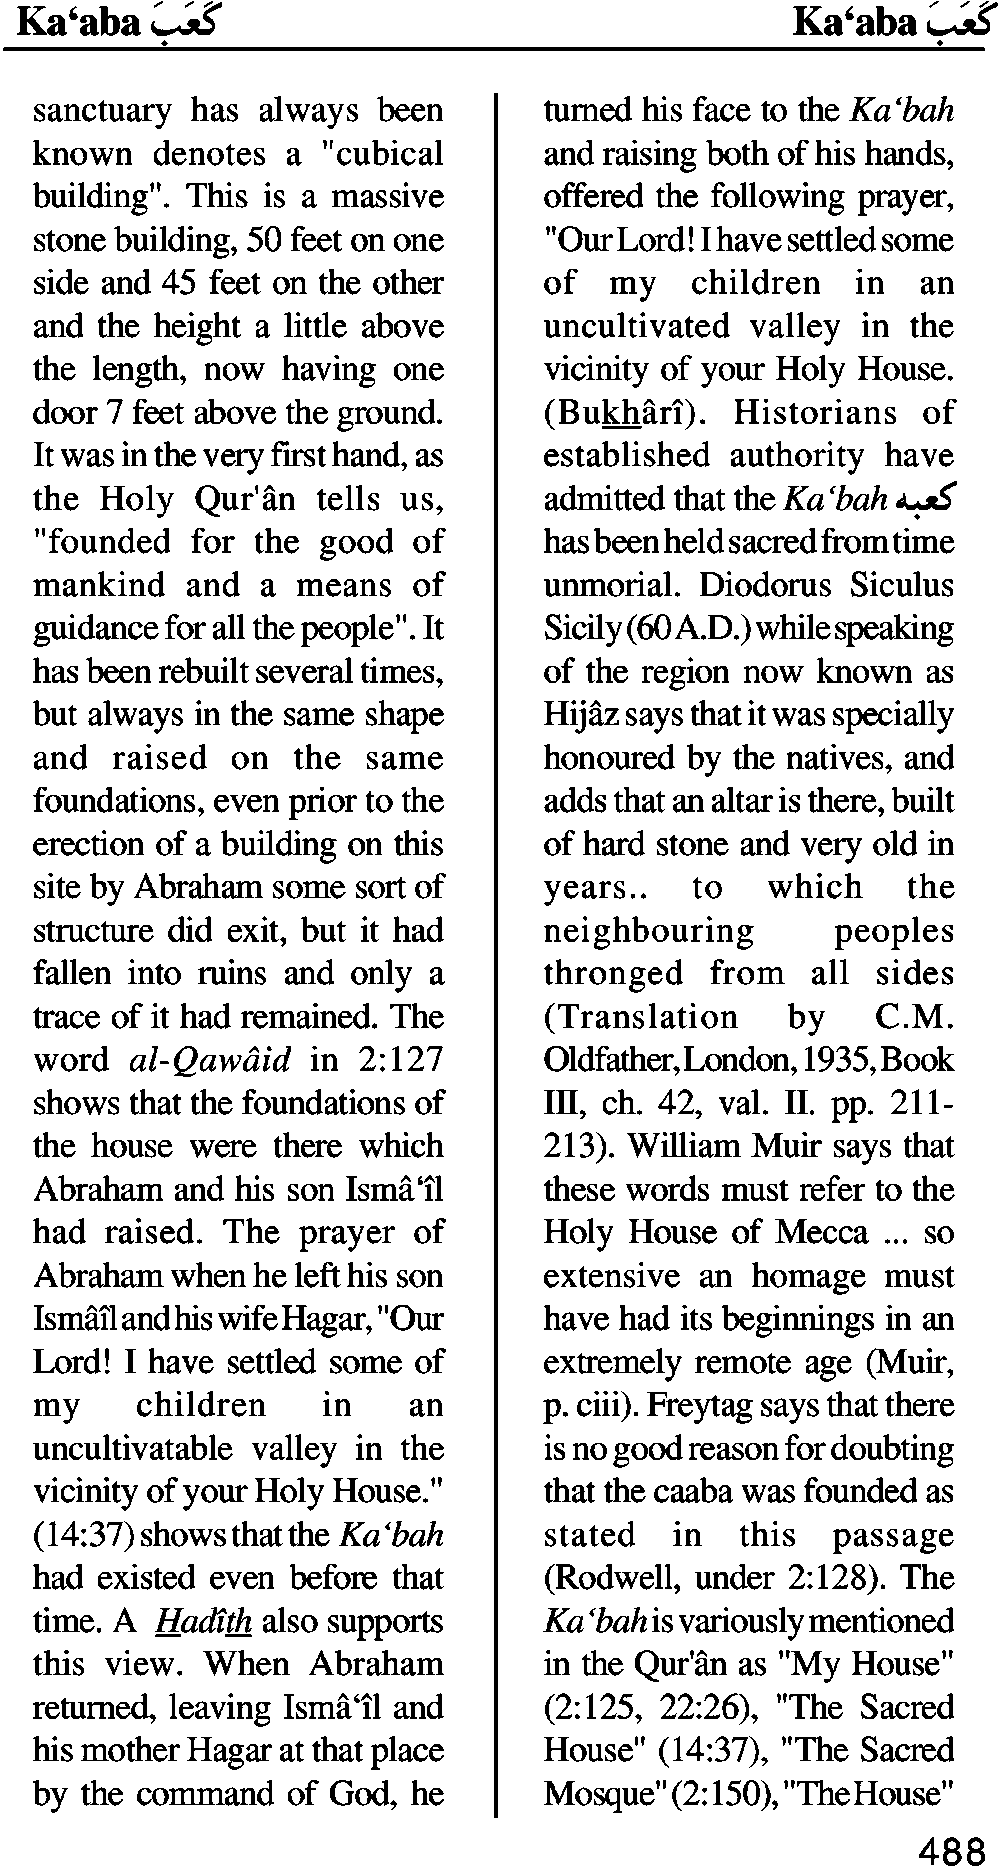 Ka‘aba كَعَبَ
Ka‘aba كَعَبَ
sanctuary has always been
known denotes a "cubical
building". This is a massive
stone building, 50 feet on one
side and 45 feet on the other
and the height a little above
the length, now having one
door 7 feet above the ground.
It was in the very first hand, as
the Holy Qur'ân tells us,
"founded for the good of
mankind and a means of
guidance for all the people". It
has been rebuilt several times,
but always in the same shape
and raised on the same
foundations, even prior to the
erection of a building on this
site by Abraham some sort of
structure did exit, but it had
fallen into ruins and only a
trace of it had remained. The
word al-Qawâid in 2:127
shows that the foundations of
the house were there which
Abraham and his son Ismâ‘îl
had raised. The prayer of
Abraham when he left his son
Ismâîl and his wife Hagar, "Our
Lord! I have settled some of
my children in an
uncultivatable valley in the
vicinity of your Holy House."
(14:37) shows that the Ka‘bah
had existed even before that
time. A Hadîth also supports
this view. When Abraham
returned, leaving Ismâ‘îl and
his mother Hagar at that place
by the command of God, he
turned his face to the Ka‘bah
and raising both of his hands,
offered the following prayer,
"Our Lord! I have settled some
of my children in an
uncultivated valley in the
vicinity of your Holy House.
(Bukhârî). Historians of
established authority have
admitted that the Ka‘bah كعبه
has been held sacred from time
unmorial. Diodorus Siculus
Sicily (60 A.D.) while speaking
of the region now known as
Hijâz says that it was specially
honoured by the natives, and
adds that an altar is there, built
of hard stone and very old in
years.. to which the
neighbouring peoples
thronged from all sides
(Translation by C.M.
Oldfather, London, 1935, Book
III, ch. 42, val. II. pp. 211-
213). William Muir says that
these words must refer to the
Holy House of Mecca ... so
extensive an homage must
have had its beginnings in an
extremely remote age (Muir,
p. ciii). Freytag says that there
is no good reason for doubting
that the caaba was founded as
stated in this passage
(Rodwell, under 2:128). The
Ka‘bah is variously mentioned
in the Qur'ân as "My House"
(2:125, 22:26), "The Sacred
House" (14:37), "The Sacred
Mosque" (2:150), "The House"
488